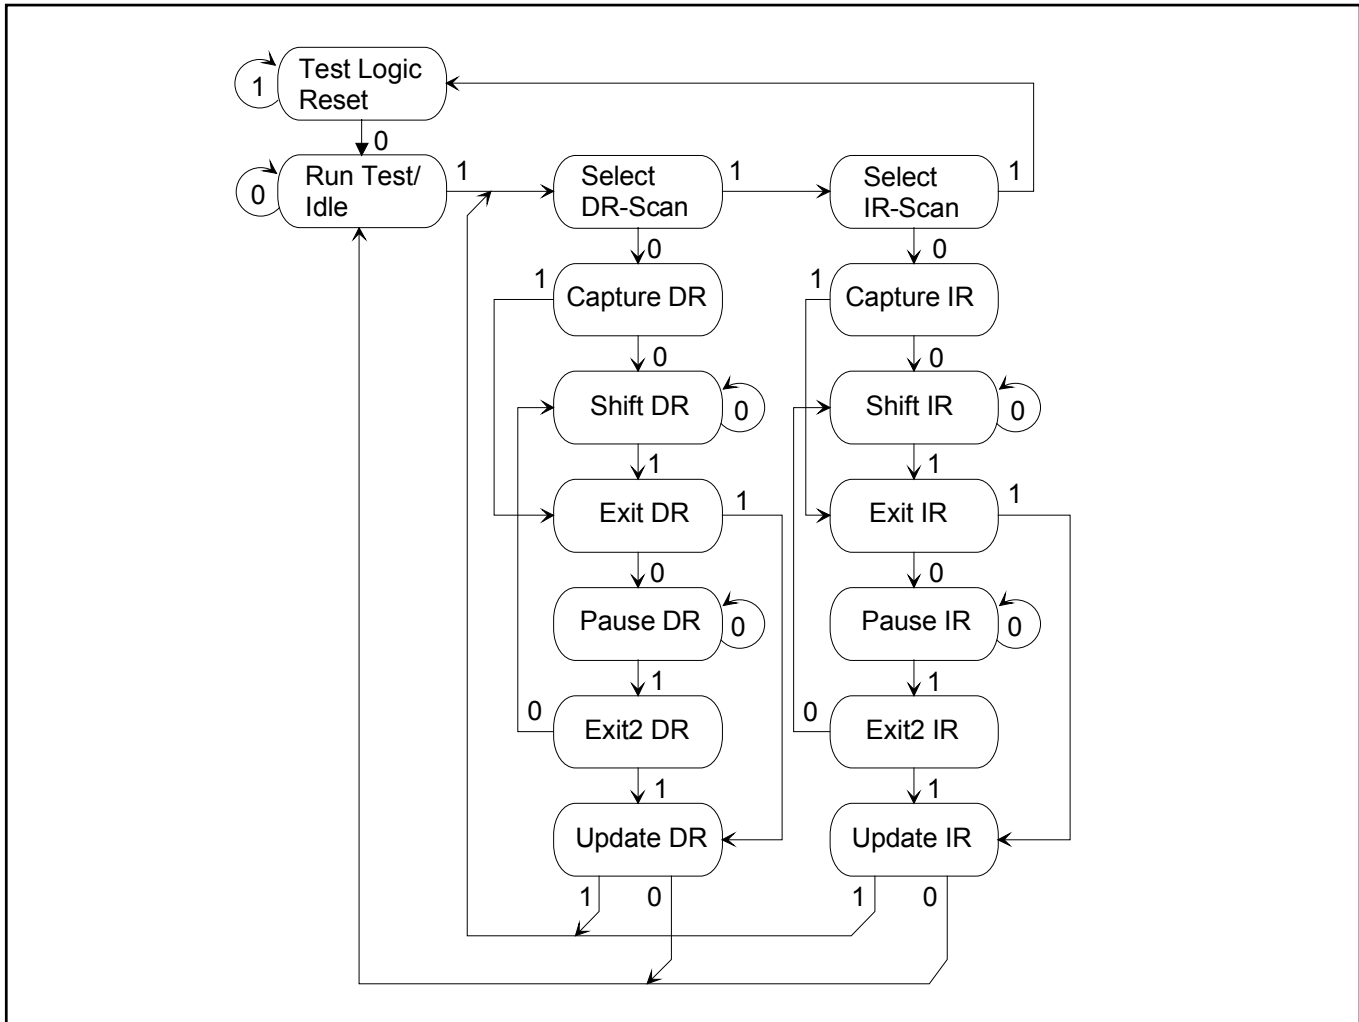 Test Logic
Reset
1
0
Run Test/
Idle
0
1
Select
DR-Scan
1
Select
IR-Scan
1
0
0
1
Capture DR
1
Capture IR
0
0
Shift DR
0
Shift IR
0
1
1
Exit DR
1
Exit IR
1
0
0
Pause DR
0
Pause IR
0
1
1
0
Exit2 DR
0
Exit2 IR
1
1
Update DR
Update IR
1
0
1
0